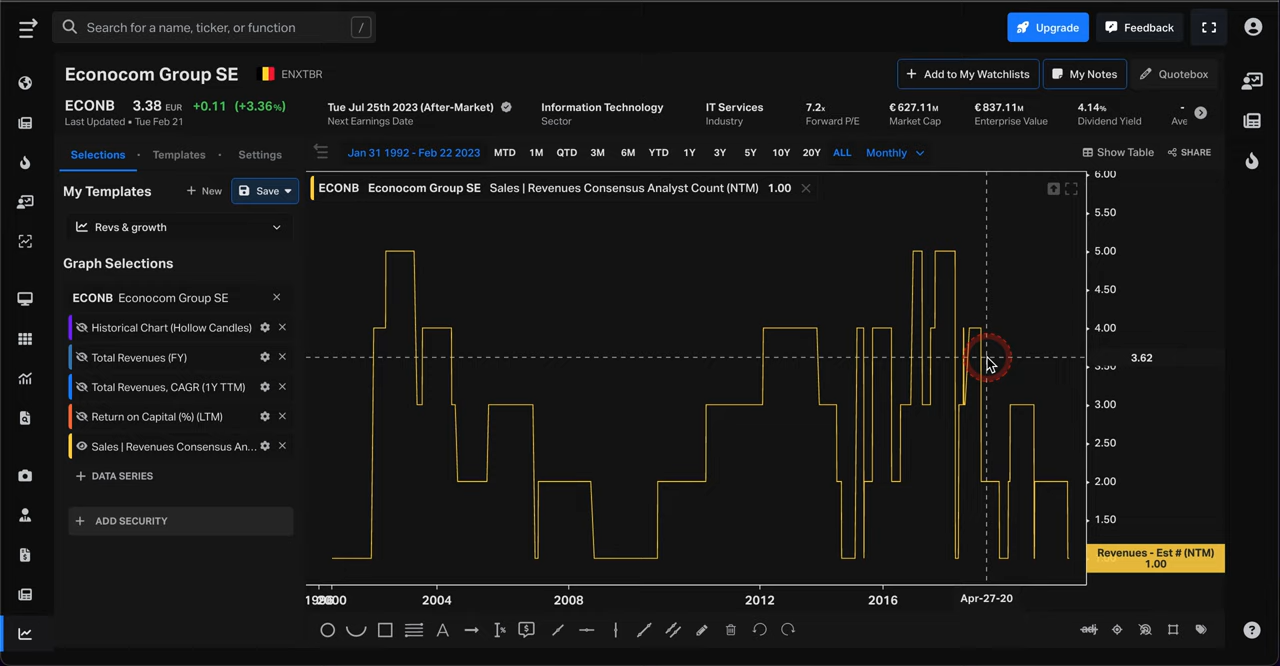 Search for a name, ticker, or function /
Upgrade
Feedback
Econocom Group SE ENXTBR
+ Add to My Watchlists
My Notes
Quotebox
ECONB 3.38 EUR +0.11 (+3.36%)
Last Updated • Tue Feb 21
Tue Jul 25th 2023 (After-Market)
Next Earnings Date
Information Technology
Sector
IT Services
Industry
7.2x
Forward P/E
€627.11M
Market Cap
€837.11M
Enterprise Value
4.14%
Dividend Yield
-
Ave
Selections • Templates • Settings
Jan 31 1992 - Feb 22 2023 MTD 1M QTD 3M 6M YTD 1Y 3Y 5Y 10Y 20Y ALL Monthly
Show Table
SHARE
My Templates
+ New
Save
Revs & growth
Graph Selections
ECONB Econocom Group SE
Historical Chart (Hollow Candles)
Total Revenues (FY)
Total Revenues, CAGR (1Y TTM)
Return on Capital (%) (LTM)
Sales | Revenues Consensus An...
+ DATA SERIES
+ ADD SECURITY
ECONB Econocom Group SE Sales | Revenues Consensus Analyst Count (NTM) 1.00
6.00
5.50
5.00
4.50
4.00
3.62
3.50
3.00
2.50
2.00
1.50
Revenues - Est # (NTM)
1.00
2000
2004
2008
2012
2016
Apr-27-20
A
$
adj
?